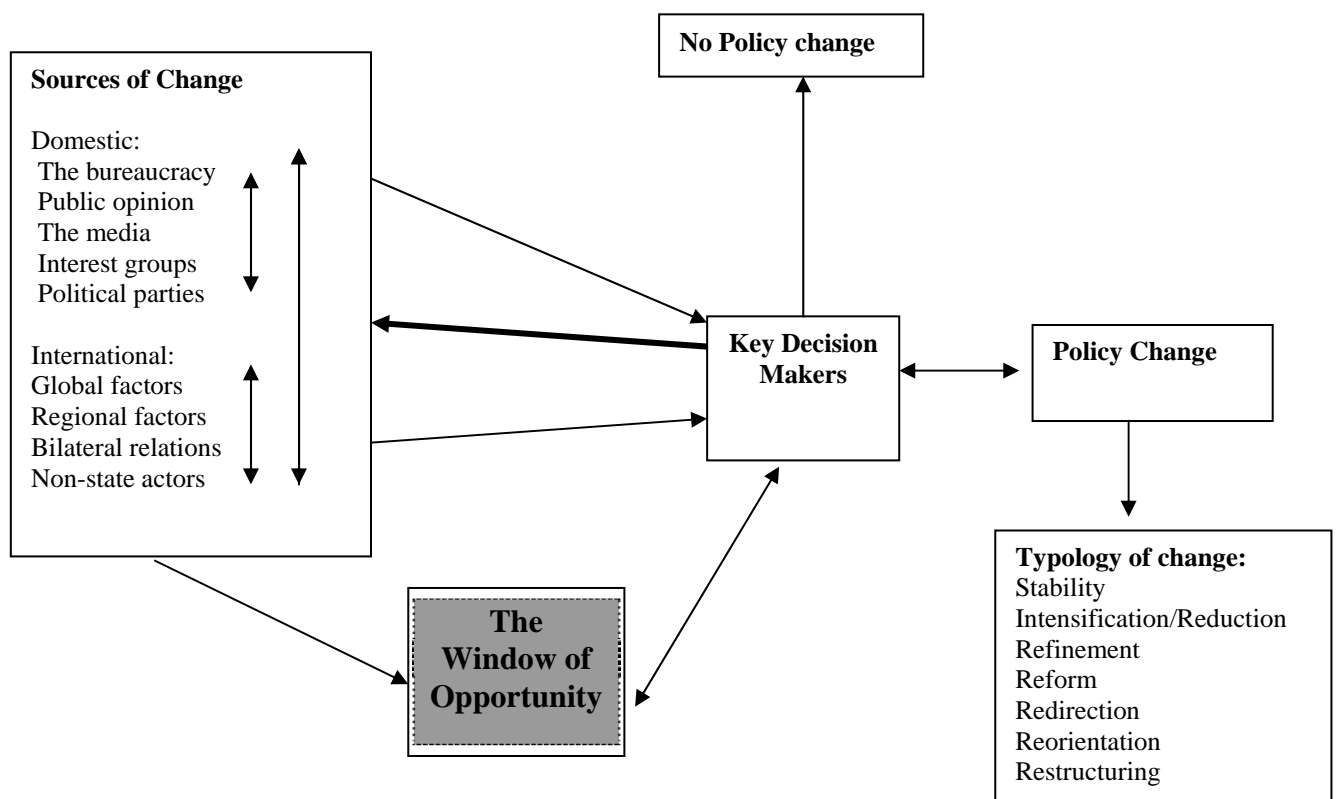 No Policy change
Sources of Change
Domestic:
The bureaucracy
Public opinion
The media
Interest groups
Political parties
International:
Global factors
Regional factors
Bilateral relations
Non-state actors
Key Decision
Makers
Policy Change
The
Window of
Opportunity
Typology of change:
Stability
Intensification/Reduction
Refinement
Reform
Redirection
Reorientation
Restructuring